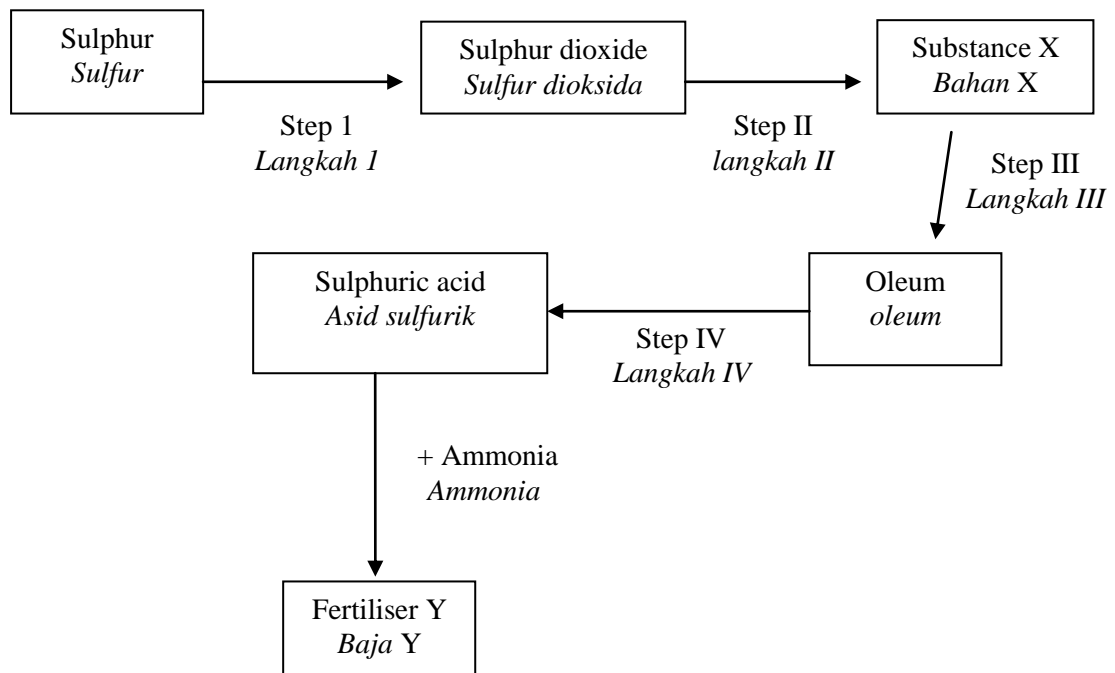 Sulphur
Sulfur
Sulphur dioxide
Sulfur dioksida
Substance X
Bahan X
Step 1
Langkah 1
Step II
langkah II
Step III
Langkah III
Sulphuric acid
Asid sulfurik
Oleum
oleum
Step IV
Langkah IV
+ Ammonia
Ammonia
Fertiliser Y
Baja Y